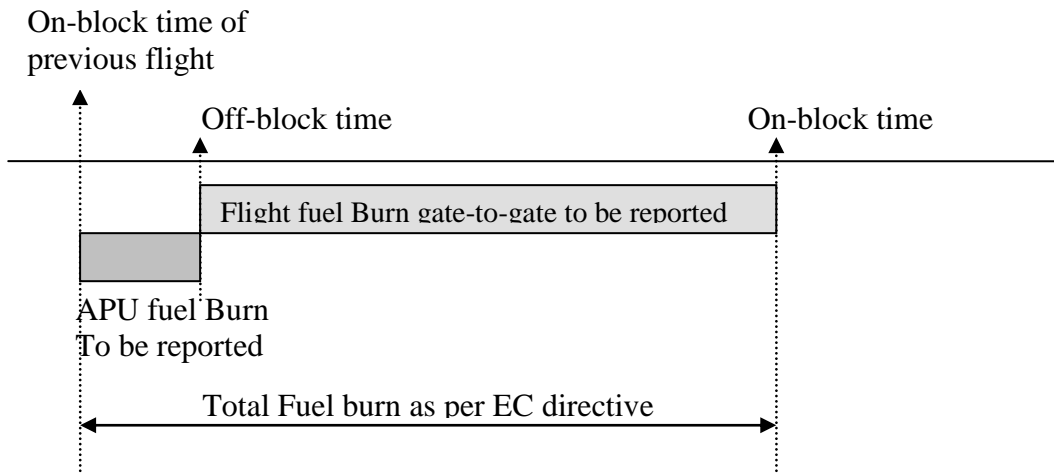 On-block time of
previous flight
Off-block time
On-block time
Flight fuel Burn gate-to-gate to be reported
APU fuel Burn
To be reported
Total Fuel burn as per EC directive